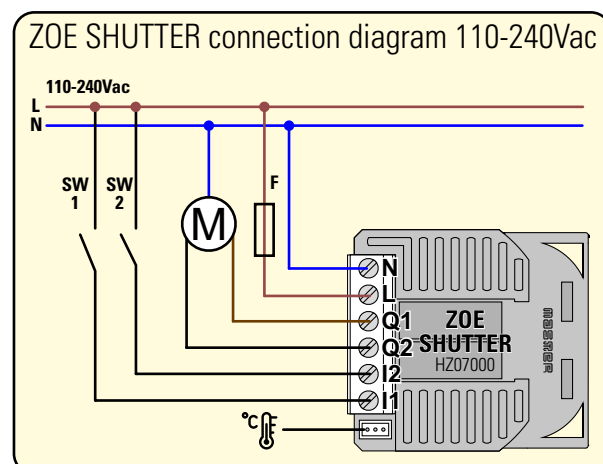 ZOE SHUTTER connection diagram 110-240Vac
110-240Vac
L
N
SW 1
SW 2
F
M
N
L
Q1
Q2
I2
I1
ZOE
SHUTTER
HZ07000
MASTER
°C